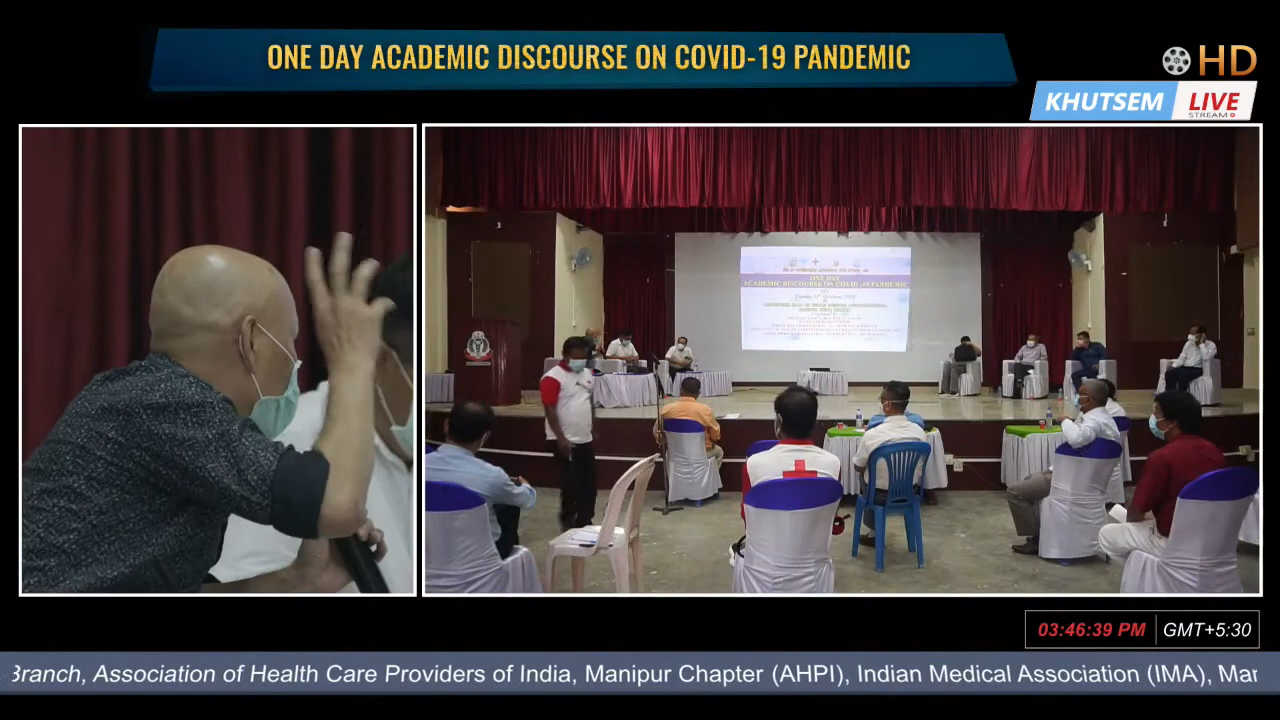 ONE DAY ACADEMIC DISCOURSE ON COVID-19 PANDEMIC
HD
KHUTSEM LIVE
STREAM
ONE DAY
ACADEMIC DISCOURSE ON COVID-19 PANDEMIC
03:46:39 PM GMT+5:30
Branch, Association of Health Care Providers of India, Manipur Chapter (AHPI), Indian Medical Association (IMA), Mar